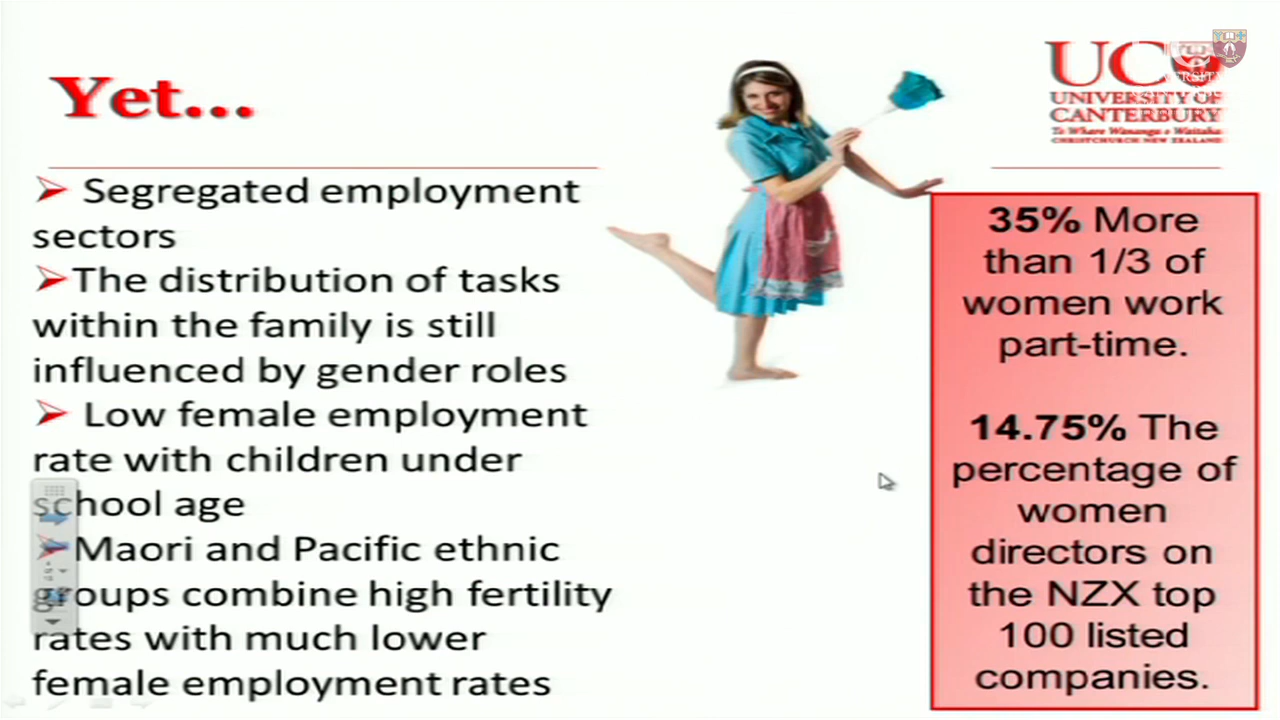 Yet...
UC
UNIVERSITY OF
CANTERBURY
Te Whare Wānanga o Waitaha
CHRISTCHURCH NEW ZEALAND
➢ Segregated employment
sectors
➢The distribution of tasks
within the family is still
influenced by gender roles
➢ Low female employment
rate with children under
school age
➢Maori and Pacific ethnic
groups combine high fertility
rates with much lower
female employment rates
35% More
than 1/3 of
women work
part-time.
14.75% The
percentage of
women
directors on
the NZX top
100 listed
companies.